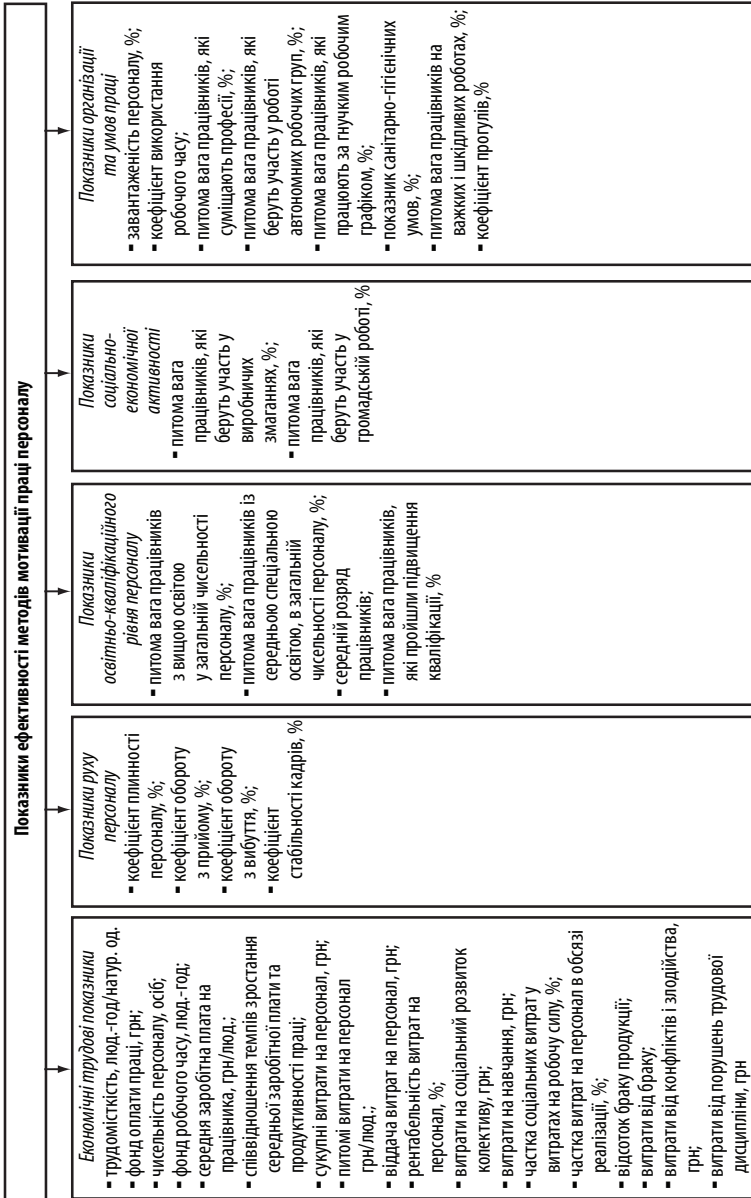 Показники ефективності методів мотивації праці персоналу
Економічні трудові показники
▪ трудомісткість, люд.-год/натур. од.
▪ фонд оплати праці, грн;
▪ чисельність персоналу, осіб;
▪ фонд робочого часу, люд.-год;
▪ середня заробітна плата на
працівника, грн/люд.;
▪ співвідношення темпів зростання
середньої заробітної плати та
продуктивності праці;
▪ сукупні витрати на персонал, грн;
▪ питомі витрати на персонал
грн/люд.;
▪ віддача витрат на персонал, грн;
▪ рентабельність витрат на
персонал, %;
▪ витрати на соціальний розвиток
колективу, грн;
▪ витрати на навчання, грн;
▪ частка соціальних витрат у
витратах на робочу силу, %;
▪ частка витрат на персонал в обсязі
реалізації, %;
▪ відсоток браку продукції;
▪ витрати від браку;
▪ витрати від конфліктів і злодійства,
грн;
▪ витрати від порушень трудової
дисципліни, грн
Показники руху
персоналу
▪ коефіцієнт плинності
персоналу, %;
▪ коефіцієнт обороту
з прийому, %;
▪ коефіцієнт обороту
з вибуття, %;
▪ коефіцієнт
стабільності кадрів, %
Показники
освітньо-кваліфікаційного
рівня персоналу
▪ питома вага працівників
з вищою освітою
у загальній чисельності
персоналу, %;
▪ питома вага працівників із
середньою спеціальною
освітою, в загальній
чисельності персоналу, %;
▪ середній розряд
працівників;
▪ питома вага працівників,
які пройшли підвищення
кваліфікації, %
Показники
соціально-
економічної
активності
▪ питома вага
працівників, які
беруть участь у
виробничих
змаганнях, %;
▪ питома вага
працівників, які
беруть участь у
громадській роботі, %
Показники організації
та умов праці
▪ завантаженість персоналу, %;
▪ коефіцієнт використання
робочого часу;
▪ питома вага працівників, які
суміщають професії, %;
▪ питома вага працівників, які
беруть участь у роботі
автономних робочих груп, %;
▪ питома вага працівників, які
працюють за гнучким робочим
графіком, %;
▪ показник санітарно-гігієнічних
умов, %;
▪ питома вага працівників на
важких і шкідливих роботах, %;
▪ коефіцієнт прогулів,%